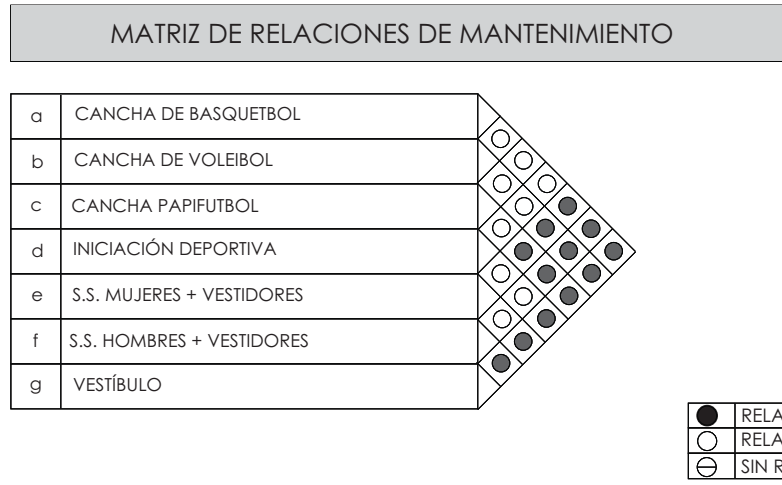 MATRIZ DE RELACIONES DE MANTENIMIENTO
a CANCHA DE BASQUETBOL
b CANCHA DE VOLEIBOL
c CANCHA PAPIFUTBOL
d INICIACIÓN DEPORTIVA
e S.S. MUJERES + VESTIDORES
f S.S. HOMBRES + VESTIDORES
g VESTÍBULO
RELA
RELA
SIN R